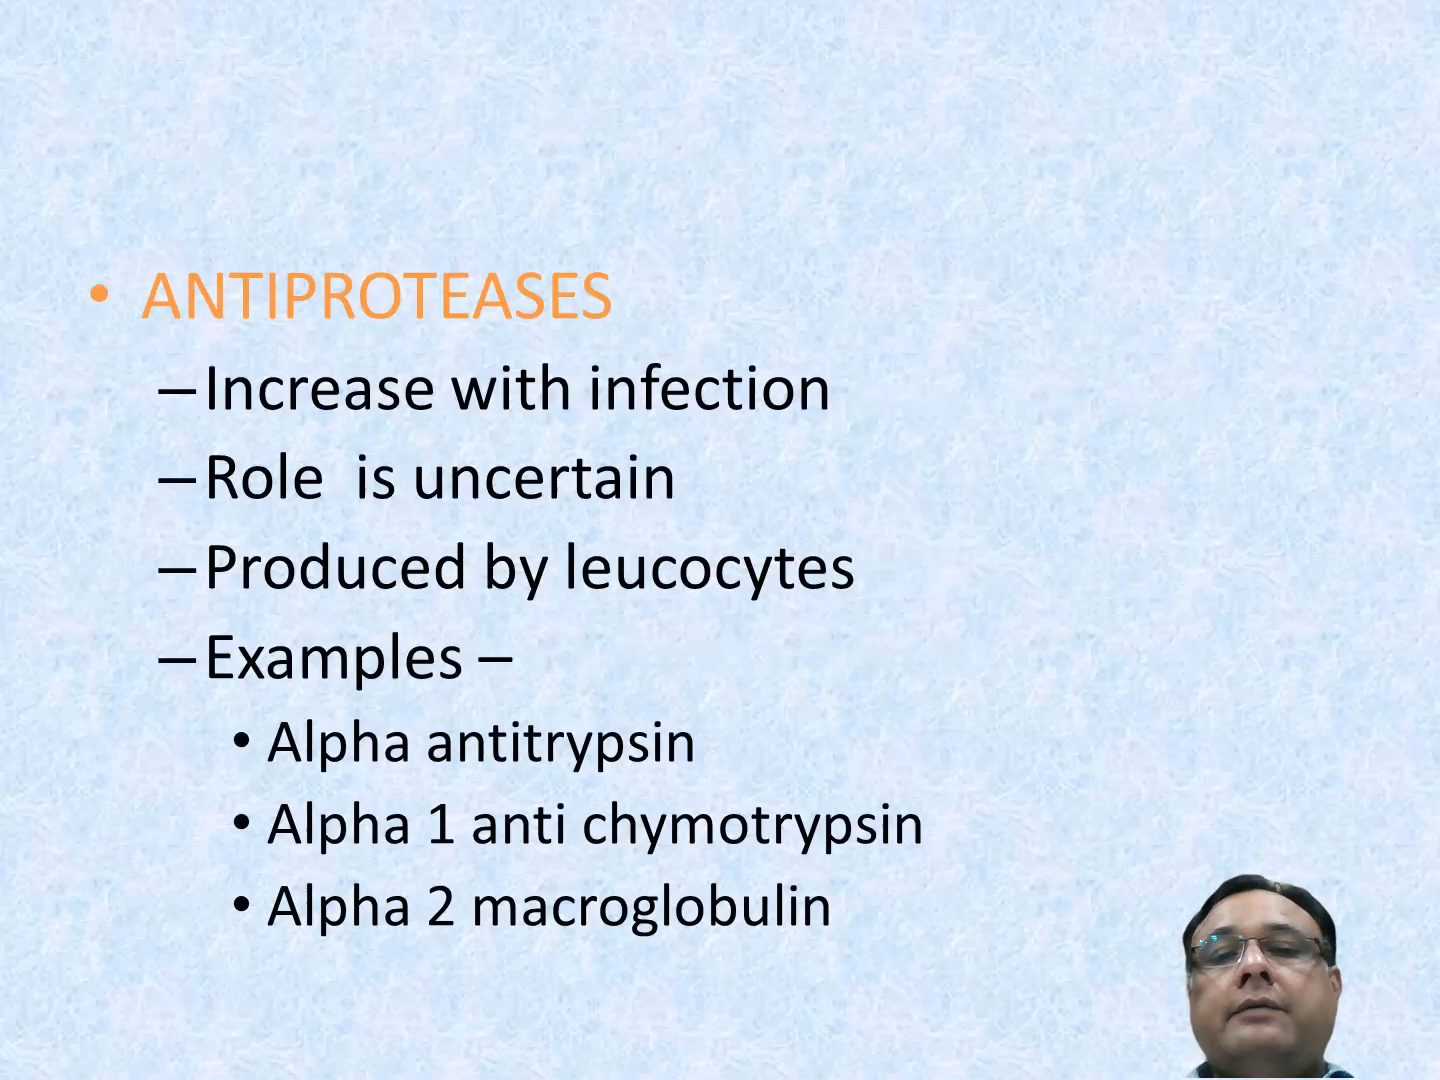 • ANTIPROTEASES
– Increase with infection
– Role  is uncertain
– Produced by leucocytes
– Examples –
• Alpha antitrypsin
• Alpha 1 anti chymotrypsin
• Alpha 2 macroglobulin